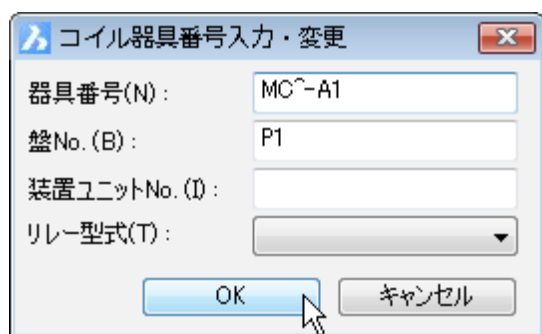 コイル器具番号入力・変更
器具番号(N) : MC^-A1
盤No. (B) : P1
装置ユニットNo. (I) :
リレー型式(T) :
OK キャンセル